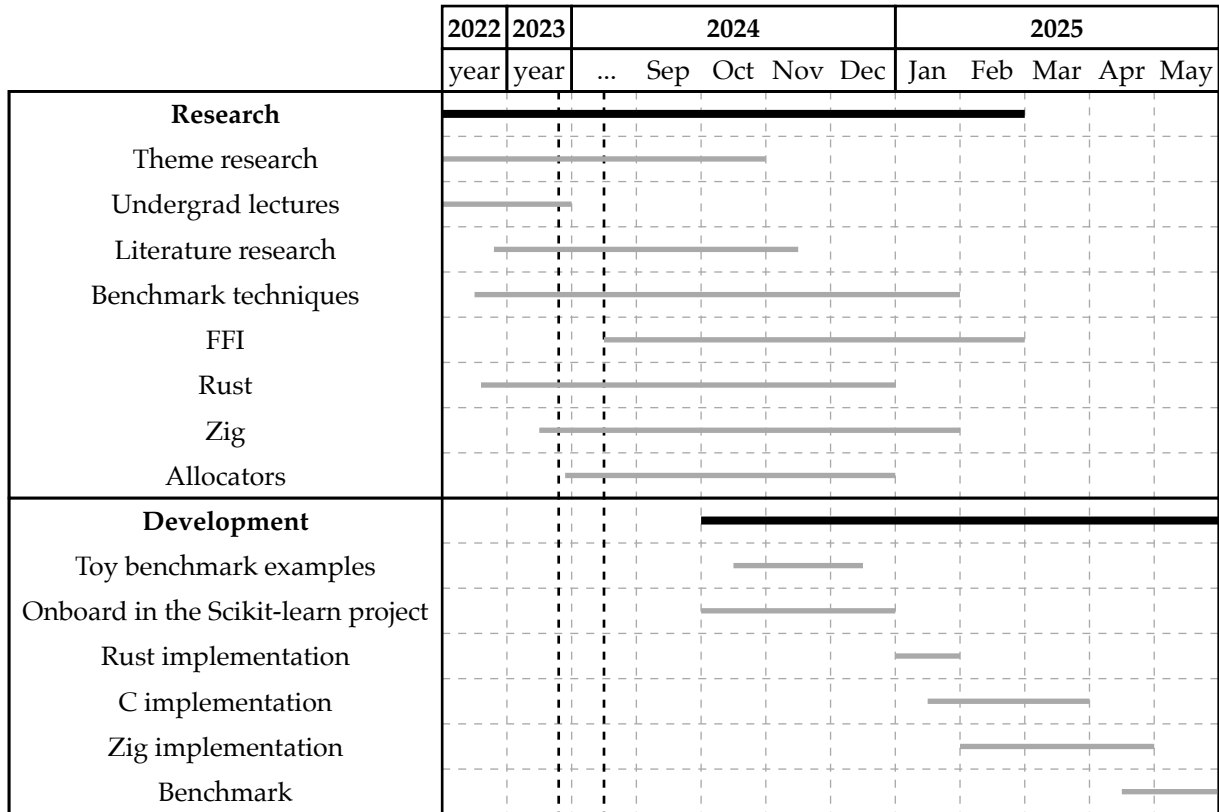 2022 2023 2024 2025
year year ... Sep Oct Nov Dec Jan Feb Mar Apr May
Research
Theme research
Undergrad lectures
Literature research
Benchmark techniques
FFI
Rust
Zig
Allocators
Development
Toy benchmark examples
Onboard in the Scikit-learn project
Rust implementation
C implementation
Zig implementation
Benchmark